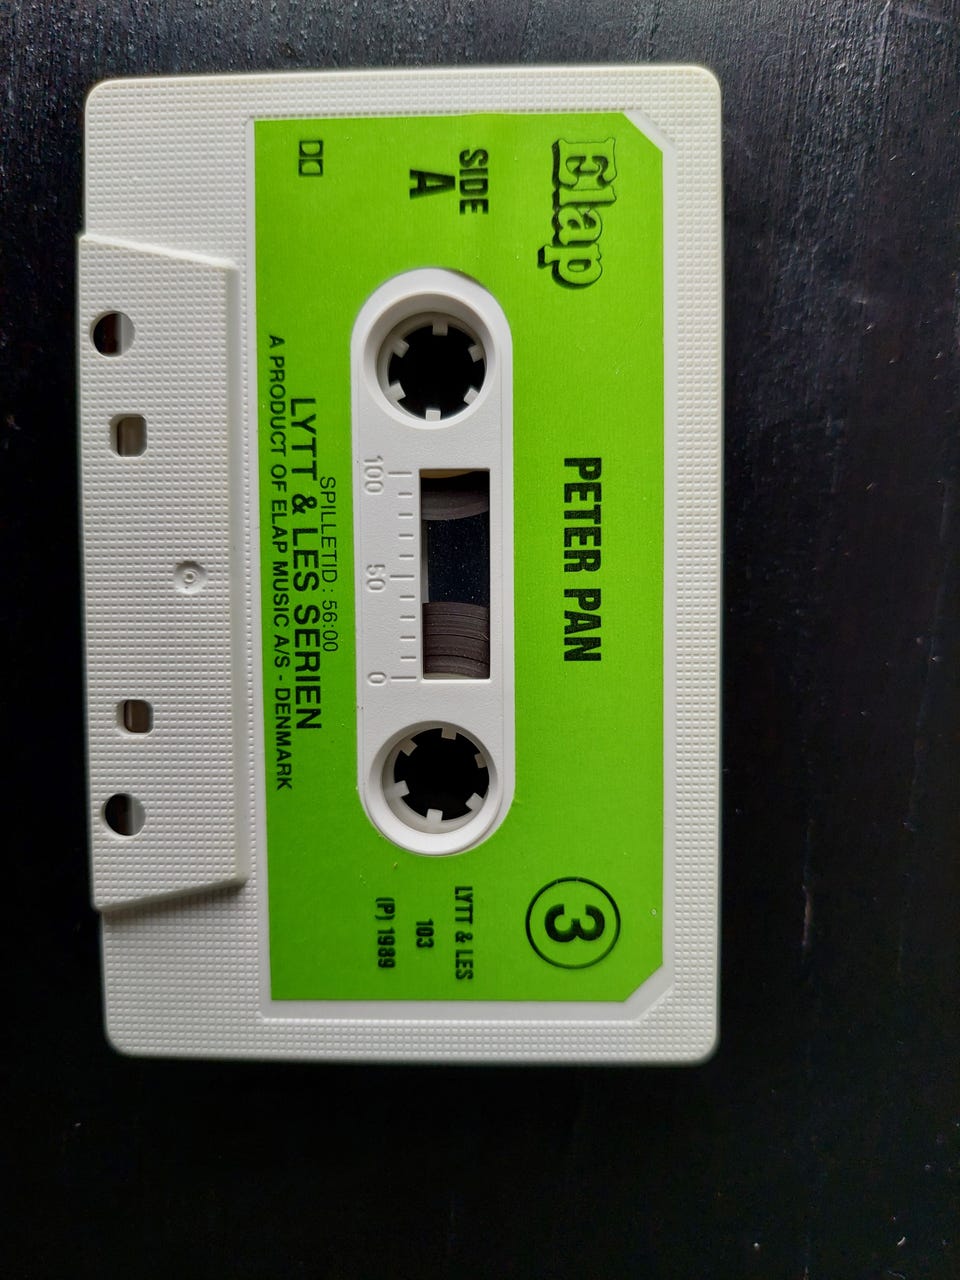 Elap
PETER PAN
3
SIDE
A
LYTT & LES
103
(P) 1989
100 50 0
SPILLETID: 56:00
LYTT & LES SERIEN
A PRODUCT OF ELAP MUSIC A/S - DENMARK